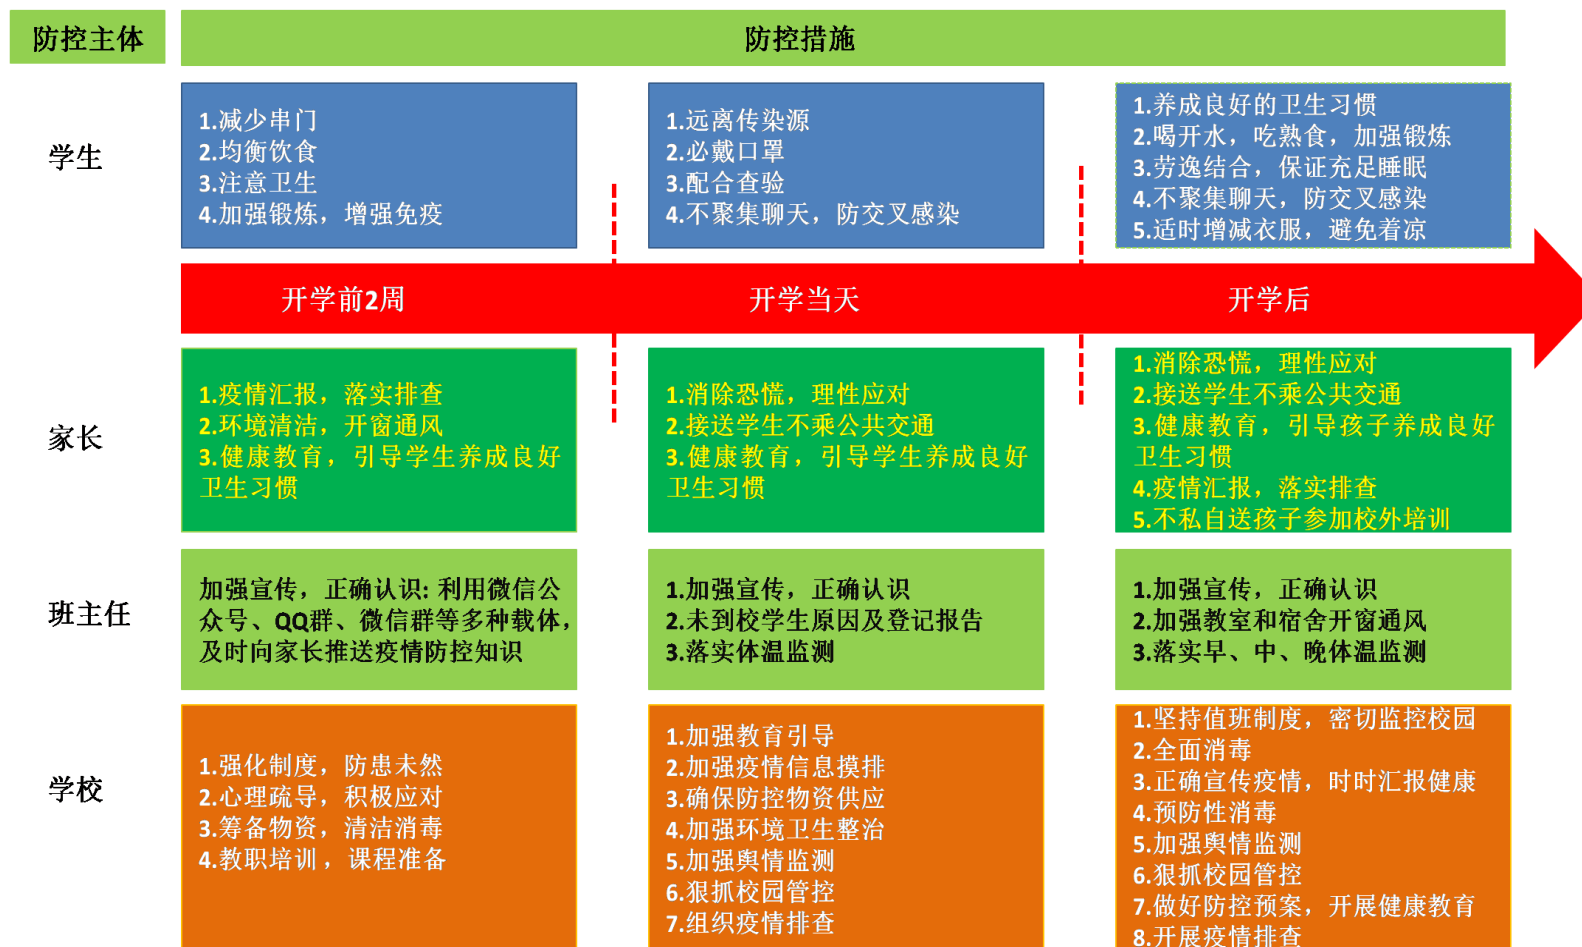 防控主体
防控措施
学生
1.减少串门
2.均衡饮食
3.注意卫生
4.加强锻炼，增强免疫
1.远离传染源
2.必戴口罩
3.配合查验
4.不聚集聊天，防交叉感染
1.养成良好的卫生习惯
2.喝开水，吃熟食，加强锻炼
3.劳逸结合，保证充足睡眠
4.不聚集聊天，防交叉感染
5.适时增减衣服，避免着凉
开学前2周
开学当天
开学后
家长
1.疫情汇报，落实排查
2.环境清洁，开窗通风
3.健康教育，引导学生养成良好
卫生习惯
1.消除恐慌，理性应对
2.接送学生不乘公共交通
3.健康教育，引导学生养成良好
卫生习惯
1.消除恐慌，理性应对
2.接送学生不乘公共交通
3.健康教育，引导孩子养成良好
卫生习惯
4.疫情汇报，落实排查
5.不私自送孩子参加校外培训
班主任
加强宣传，正确认识: 利用微信公
众号、QQ群、微信群等多种载体，
及时向家长推送疫情防控知识
1.加强宣传，正确认识
2.未到校学生原因及登记报告
3.落实体温监测
1.加强宣传，正确认识
2.加强教室和宿舍开窗通风
3.落实早、中、晚体温监测
学校
1.强化制度，防患未然
2.心理疏导，积极应对
3.筹备物资，清洁消毒
4.教职培训，课程准备
1.加强教育引导
2.加强疫情信息摸排
3.确保防控物资供应
4.加强环境卫生整治
5.加强舆情监测
6.狠抓校园管控
7.组织疫情排查
1.坚持值班制度，密切监控校园
2.全面消毒
3.正确宣传疫情，时时汇报健康
4.预防性消毒
5.加强舆情监测
6.狠抓校园管控
7.做好防控预案，开展健康教育
8.开展疫情排查